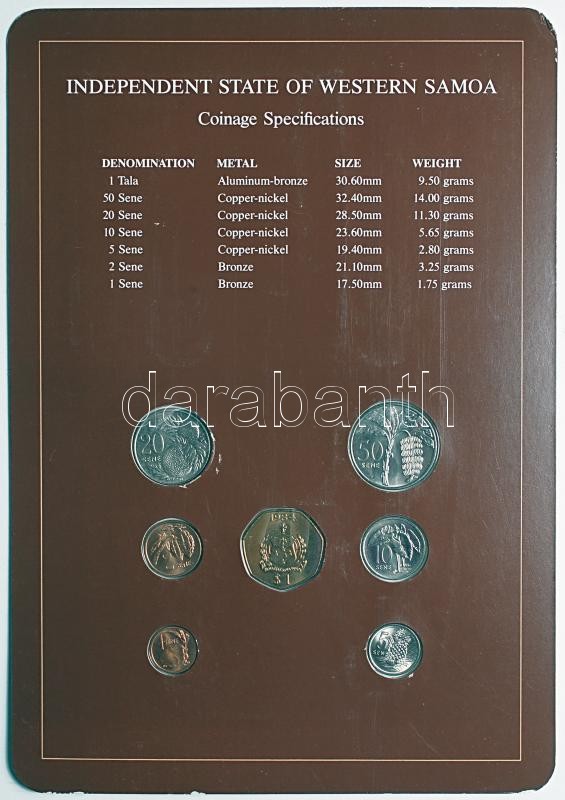 INDEPENDENT STATE OF WESTERN SAMOA
Coinage Specifications
DENOMINATION METAL SIZE WEIGHT
1 Tala Aluminum-bronze 30.60mm 9.50 grams
50 Sene Copper-nickel 32.40mm 14.00 grams
20 Sene Copper-nickel 28.50mm 11.30 grams
10 Sene Copper-nickel 23.60mm 5.65 grams
5 Sene Copper-nickel 19.40mm 2.80 grams
2 Sene Bronze 21.10mm 3.25 grams
1 Sene Bronze 17.50mm 1.75 grams
darabanth
20 SENE
50 SENE
$1
10 SENE
5 SENE